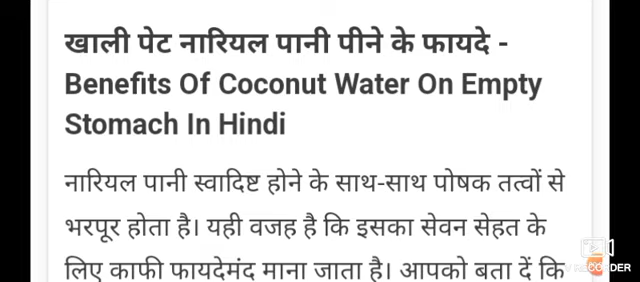 खाली पेट नारियल पानी पीने के फायदे -
Benefits Of Coconut Water On Empty
Stomach In Hindi
नारियल पानी स्वादिष्ट होने के साथ-साथ पोषक तत्वों से
भरपूर होता है। यही वजह है कि इसका सेवन सेहत के
लिए काफी फायदेमंद माना जाता है। आपको बता दें कि
RECORDER